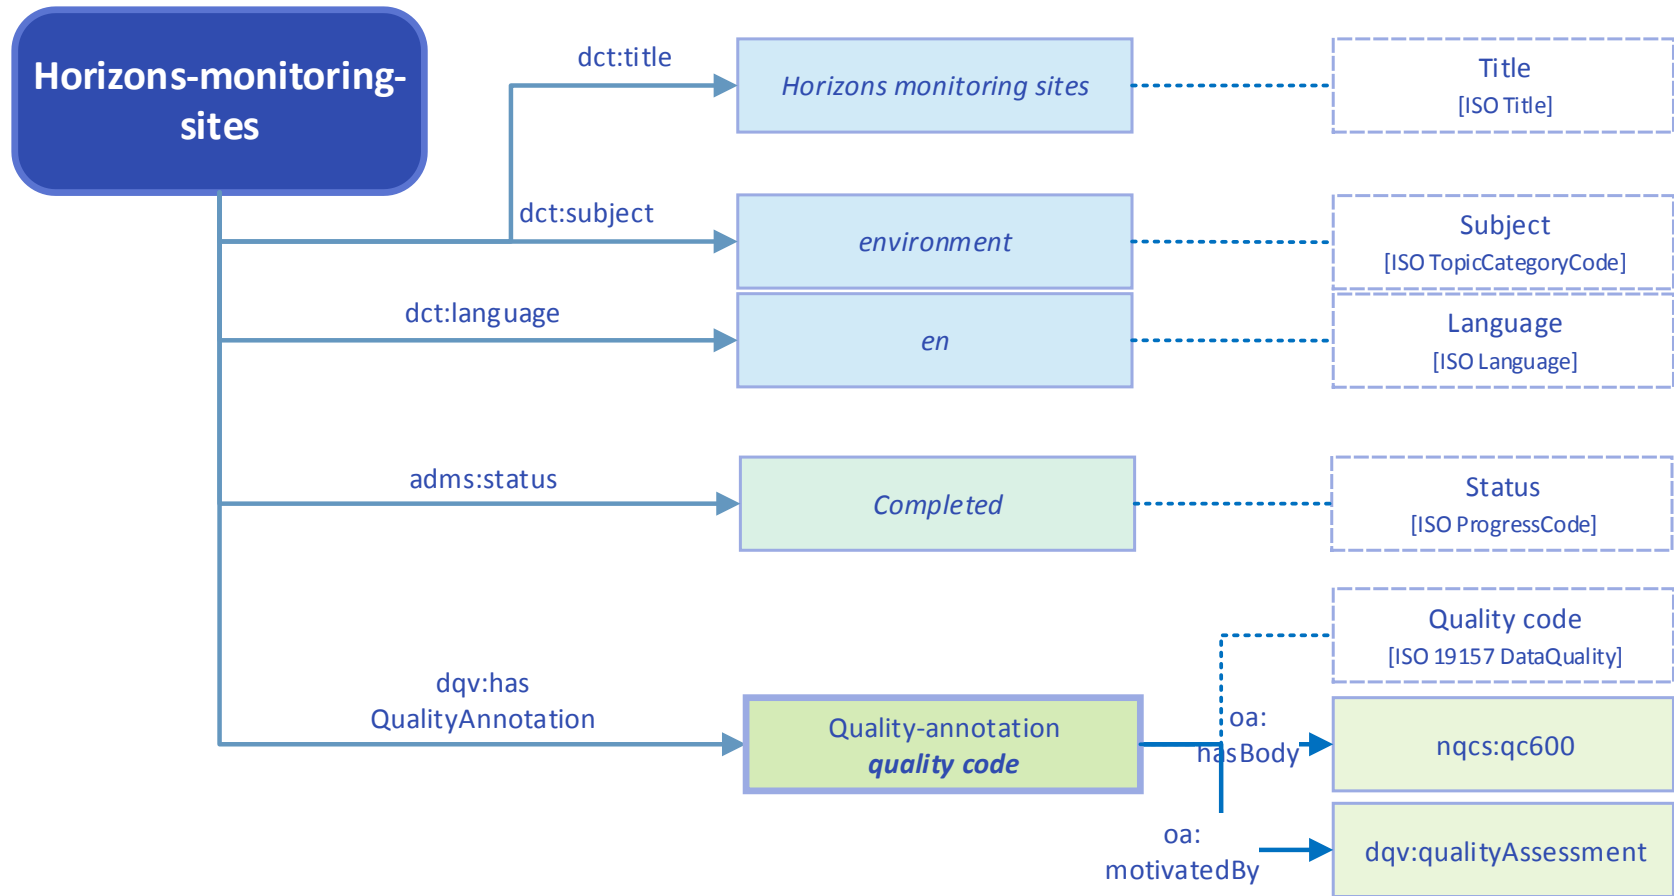 Horizons-monitoring-
sites
dct:title
Horizons monitoring sites
Title
[ISO Title]
dct:subject
environment
Subject
[ISO TopicCategoryCode]
dct:language
en
Language
[ISO Language]
adms:status
Completed
Status
[ISO ProgressCode]
Quality code
[ISO 19157 DataQuality]
dqv:has
QualityAnnotation
Quality-annotation
quality code
oa:
hasBody
nqcs:qc600
oa:
motivatedBy
dqv:qualityAssessment